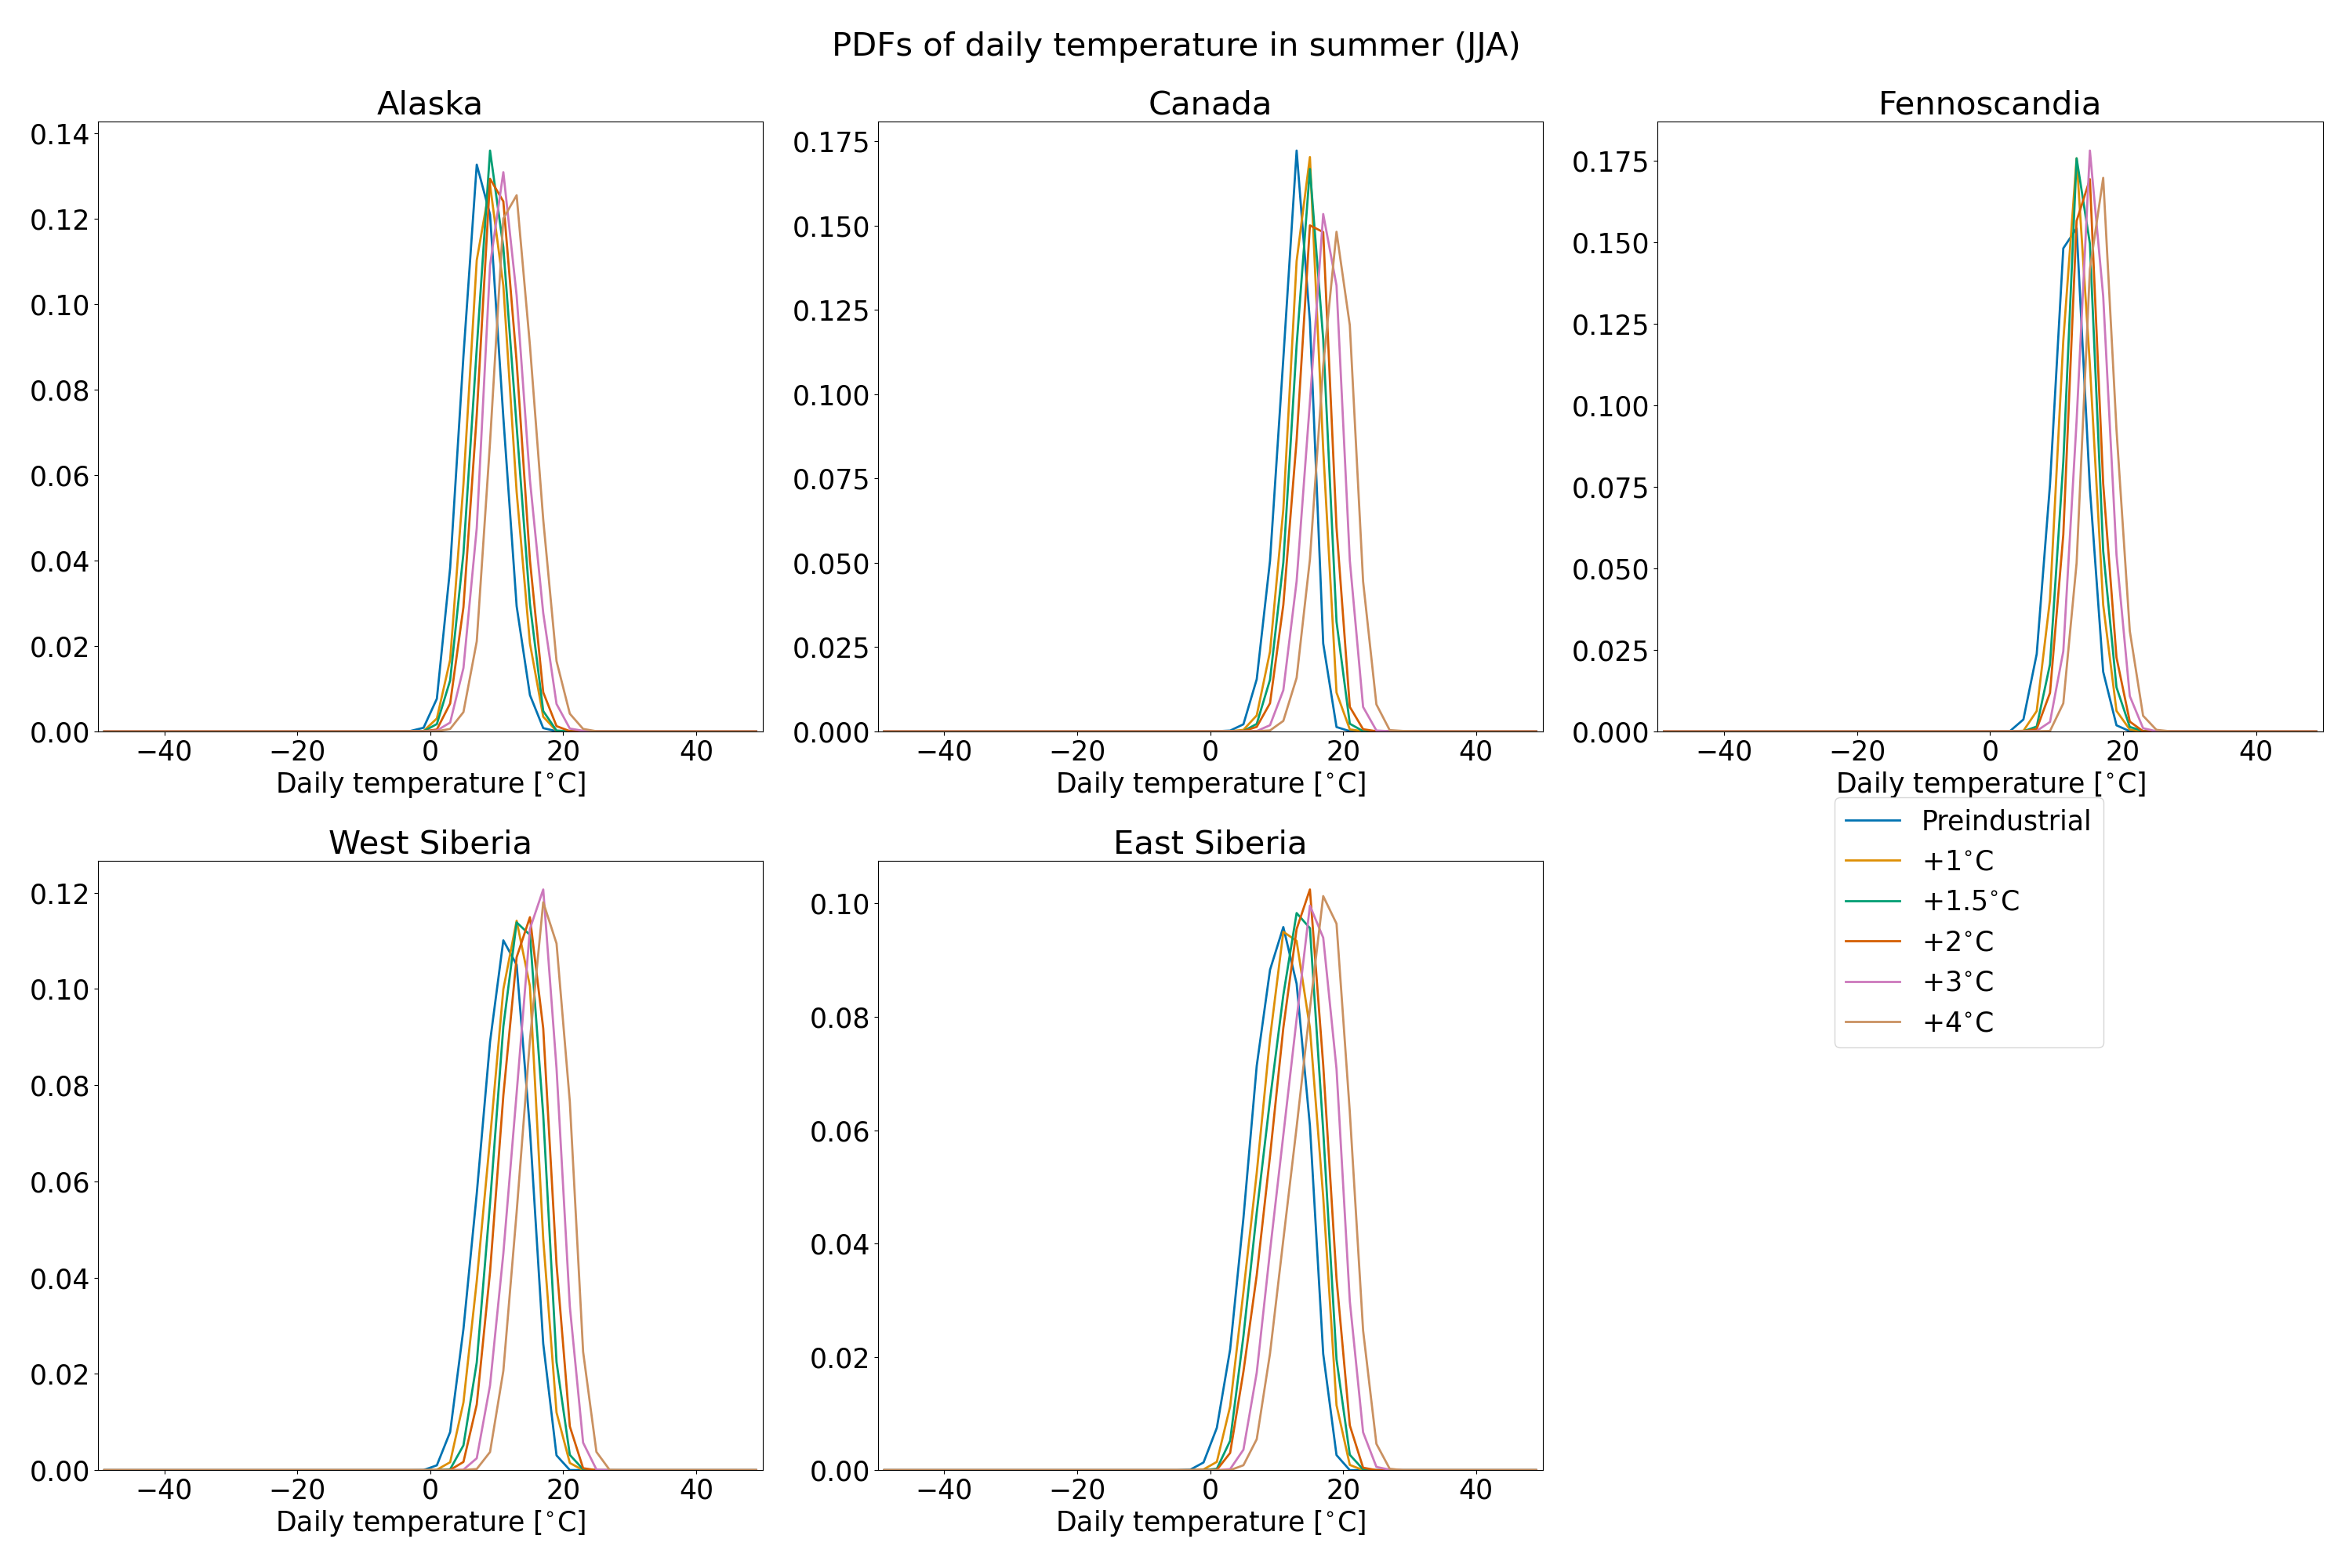 PDFs of daily temperature in summer (JJA)
Alaska
0.14
0.12
0.10
0.08
0.06
0.04
0.02
0.00
−40 −20 0 20 40
Daily temperature [°C]
Canada
0.175
0.150
0.125
0.100
0.075
0.050
0.025
0.000
−40 −20 0 20 40
Daily temperature [°C]
Fennoscandia
0.175
0.150
0.125
0.100
0.075
0.050
0.025
0.000
−40 −20 0 20 40
Daily temperature [°C]
Preindustrial
+1°C
+1.5°C
+2°C
+3°C
+4°C
West Siberia
0.12
0.10
0.08
0.06
0.04
0.02
0.00
−40 −20 0 20 40
Daily temperature [°C]
East Siberia
0.10
0.08
0.06
0.04
0.02
0.00
−40 −20 0 20 40
Daily temperature [°C]